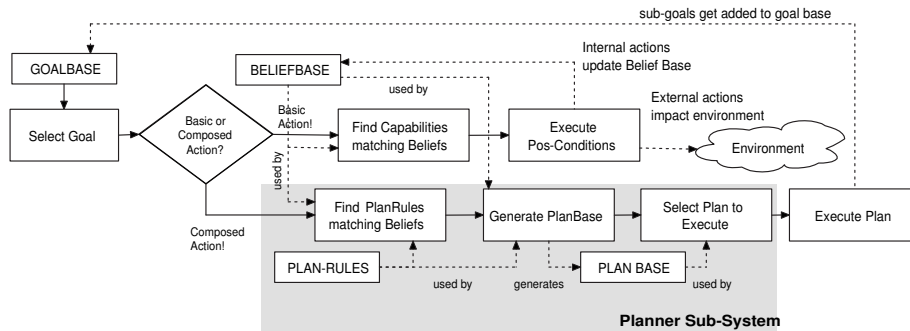 sub-goals get added to goal base
GOALBASE
BELIEFBASE
Internal actions
update Belief Base
used by
Select Goal
Basic or
Composed
Action?
Basic
Action!
Find Capabilities
matching Beliefs
Execute
Pos-Conditions
External actions
impact environment
Environment
used by
Composed
Action!
Find PlanRules
matching Beliefs
Generate PlanBase
Select Plan to
Execute
Execute Plan
PLAN-RULES
used by
generates
PLAN BASE
used by
Planner Sub-System